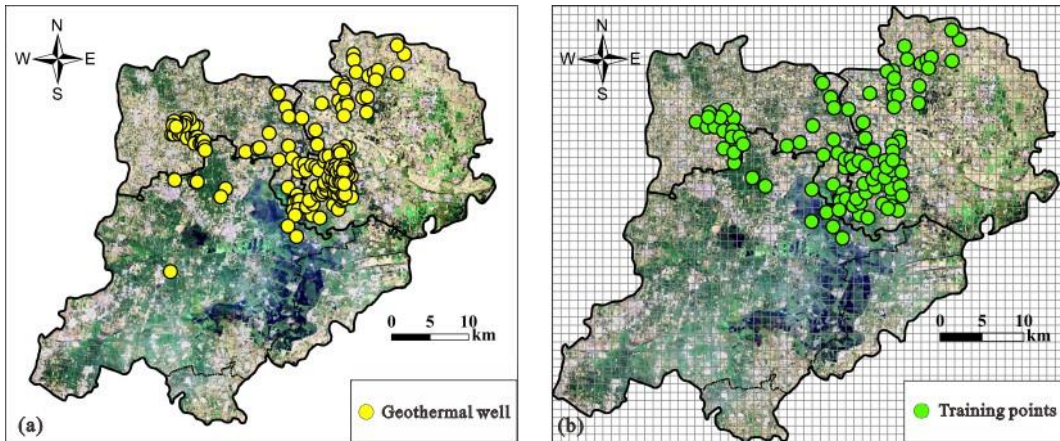 N
W E
S
0 5 10
km
Geothermal well
(a)
N
W E
S
0 5 10
km
Training points
(b)